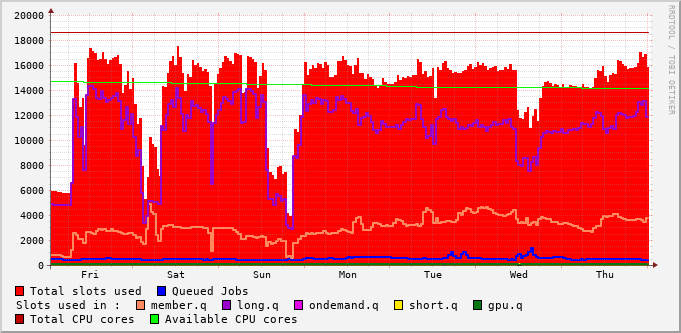 20000
18000
16000
14000
12000
10000
8000
6000
4000
2000
0
Fri Sat Sun Mon Tue Wed Thu
RRDTOOL / TOBI OETIKER
Total slots used Queued Jobs
Slots used in : member.q long.q ondemand.q short.q gpu.q
Total CPU cores Available CPU cores